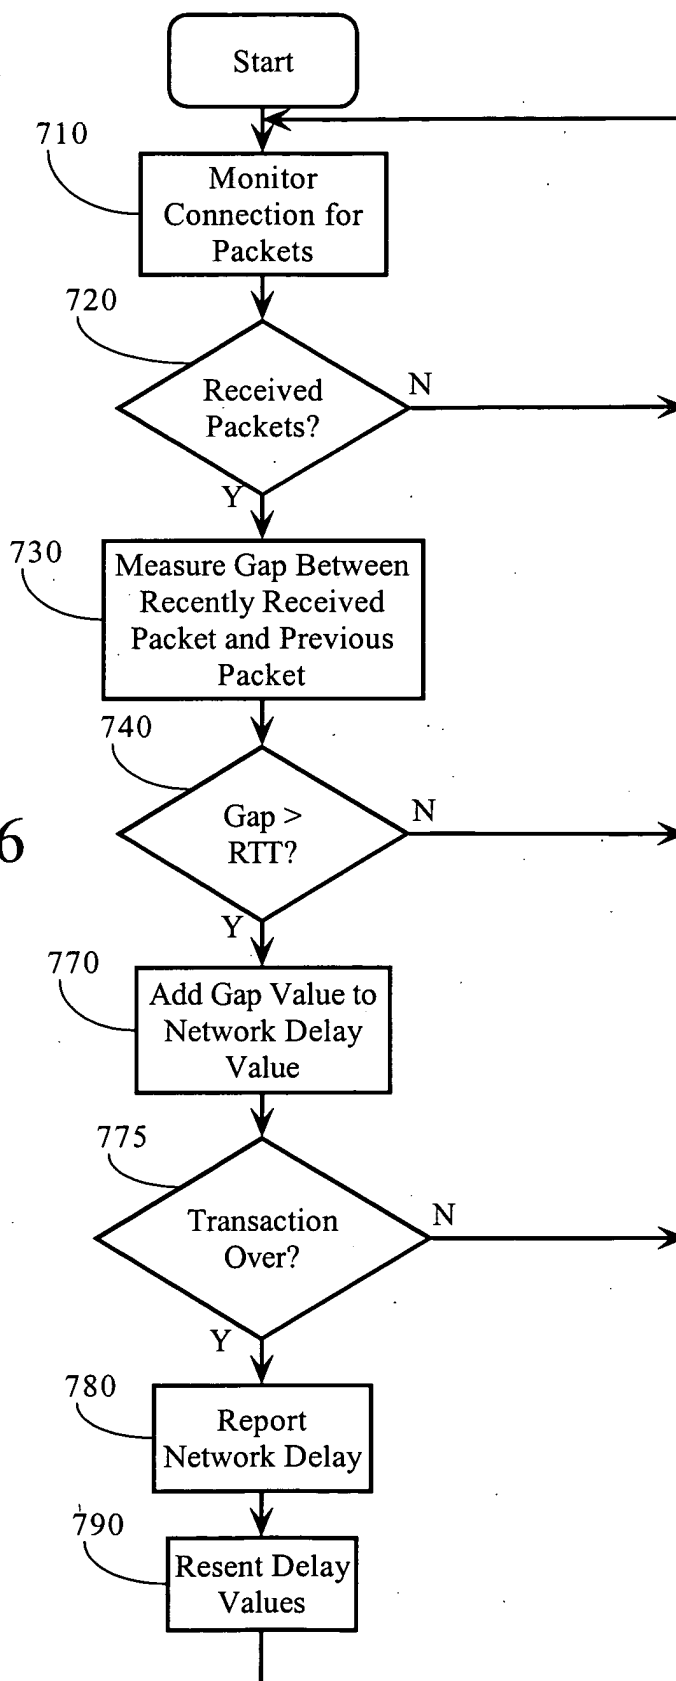 Start
710
Monitor
Connection for
Packets
720
Received
Packets?
N
Y
730
Measure Gap Between
Recently Received
Packet and Previous
Packet
740
Gap >
RTT?
N
6
Y
770
Add Gap Value to
Network Delay
Value
775
Transaction
Over?
N
Y
780
Report
Network Delay
790
Resent Delay
Values